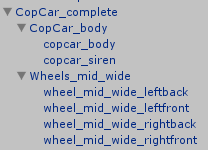 CopCar_complete
CopCar_body
copcar_body
copcar_siren
Wheels_mid_wide
wheel_mid_wide_leftback
wheel_mid_wide_leftfront
wheel_mid_wide_rightback
wheel_mid_wide_rightfront